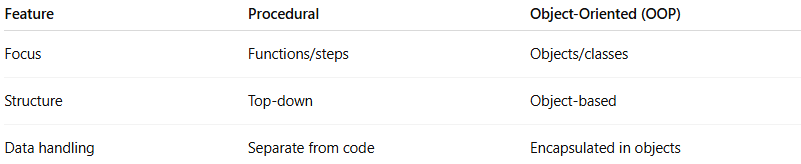 Feature Procedural Object-Oriented (OOP)
Focus Functions/steps Objects/classes
Structure Top-down Object-based
Data handling Separate from code Encapsulated in objects